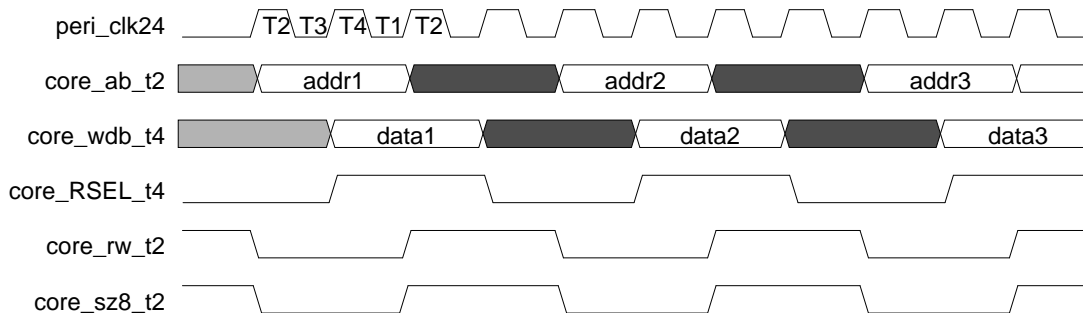 peri_clk24 T2 T3 T4 T1 T2
core_ab_t2 addr1 addr2 addr3
core_wdb_t4 data1 data2 data3
core_RSEL_t4
core_rw_t2
core_sz8_t2